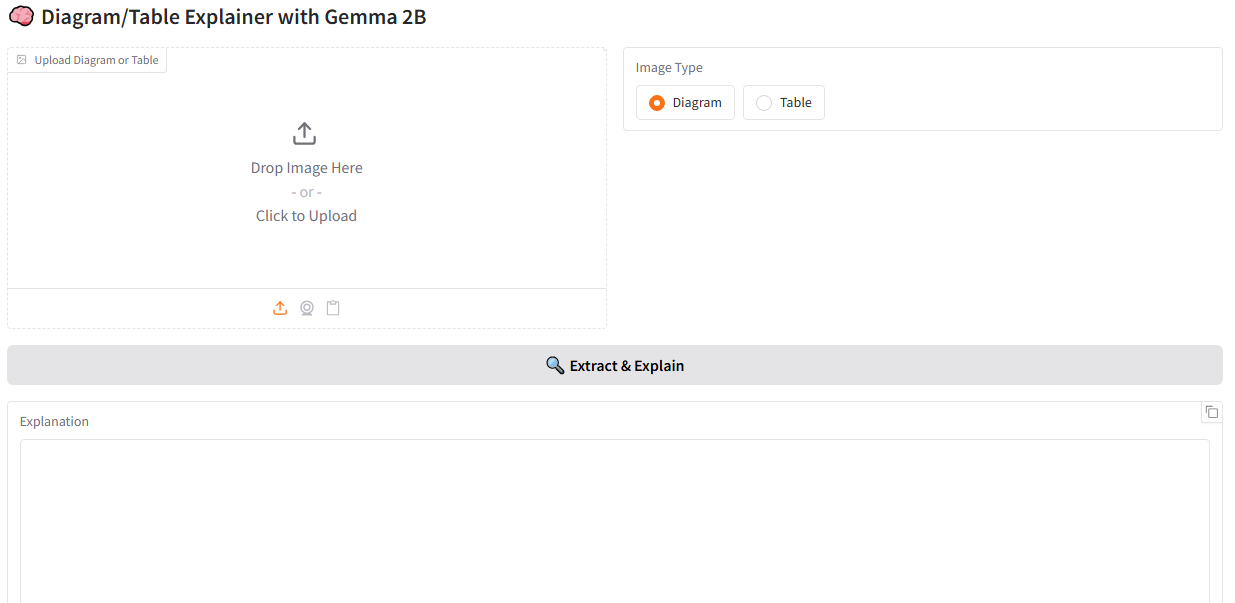 🧠 Diagram/Table Explainer with Gemma 2B
Upload Diagram or Table
Drop Image Here
- or -
Click to Upload
Image Type
Diagram
Table
🔍 Extract & Explain
Explanation